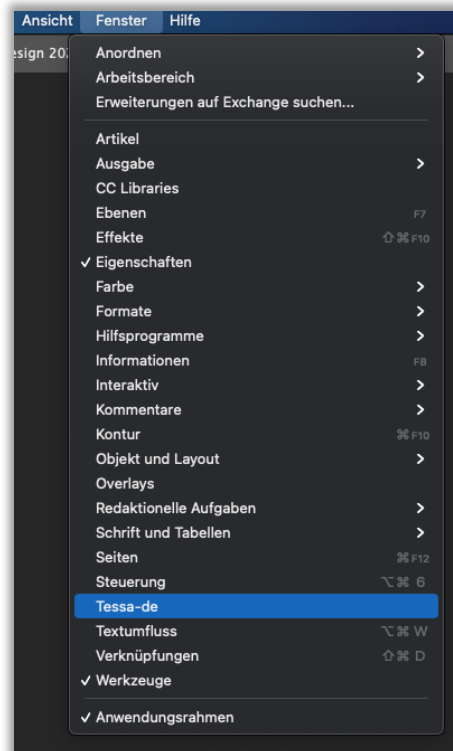 Ansicht Fenster Hilfe
esign 20
Anordnen
Arbeitsbereich
Erweiterungen auf Exchange suchen...
Artikel
Ausgabe
CC Libraries
Ebenen F7
Effekte ⇧⌘F10
✓ Eigenschaften
Farbe
Formate
Hilfsprogramme
Informationen F8
Interaktiv
Kommentare
Kontur ⌘F10
Objekt und Layout
Overlays
Redaktionelle Aufgaben
Schrift und Tabellen
Seiten ⌘F12
Steuerung ⌥⌘ 6
Tessa-de
Textumfluss ⌥⌘ W
Verknüpfungen ⇧⌘ D
✓ Werkzeuge
✓ Anwendungsrahmen